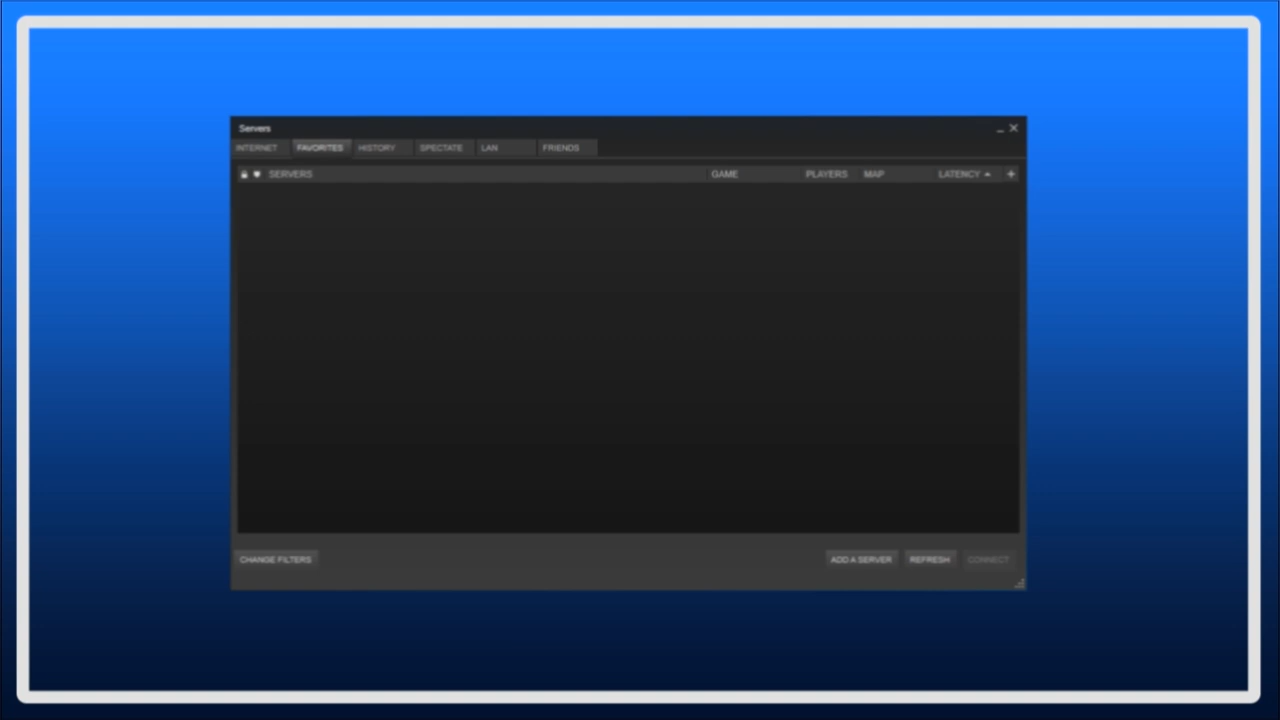 Servers
INTERNET FAVORITES HISTORY SPECTATE LAN FRIENDS
SERVERS GAME PLAYERS MAP LATENCY
CHANGE FILTERS ADD A SERVER REFRESH CONNECT